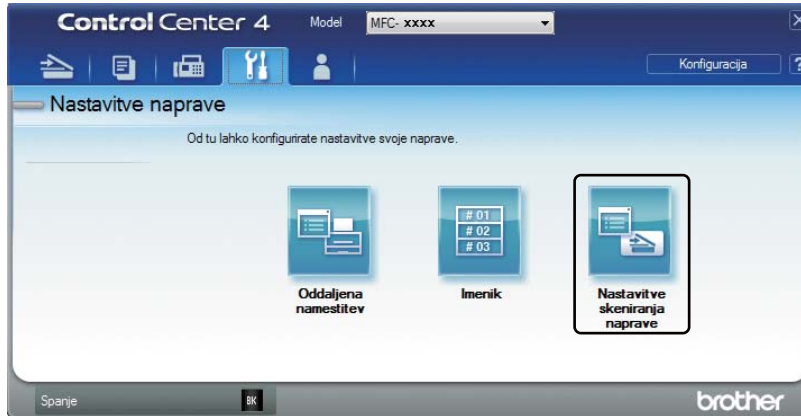 Control Center 4
Model
MFC- xxxx
Konfiguracija
?
Nastavitve naprave
Od tu lahko konfigurirate nastavitve svoje naprave.
# 01
# 02
# 03
Oddaljena
namestitev
Imenik
Nastavitve
skeniranja
naprave
Spanje
BK
brother